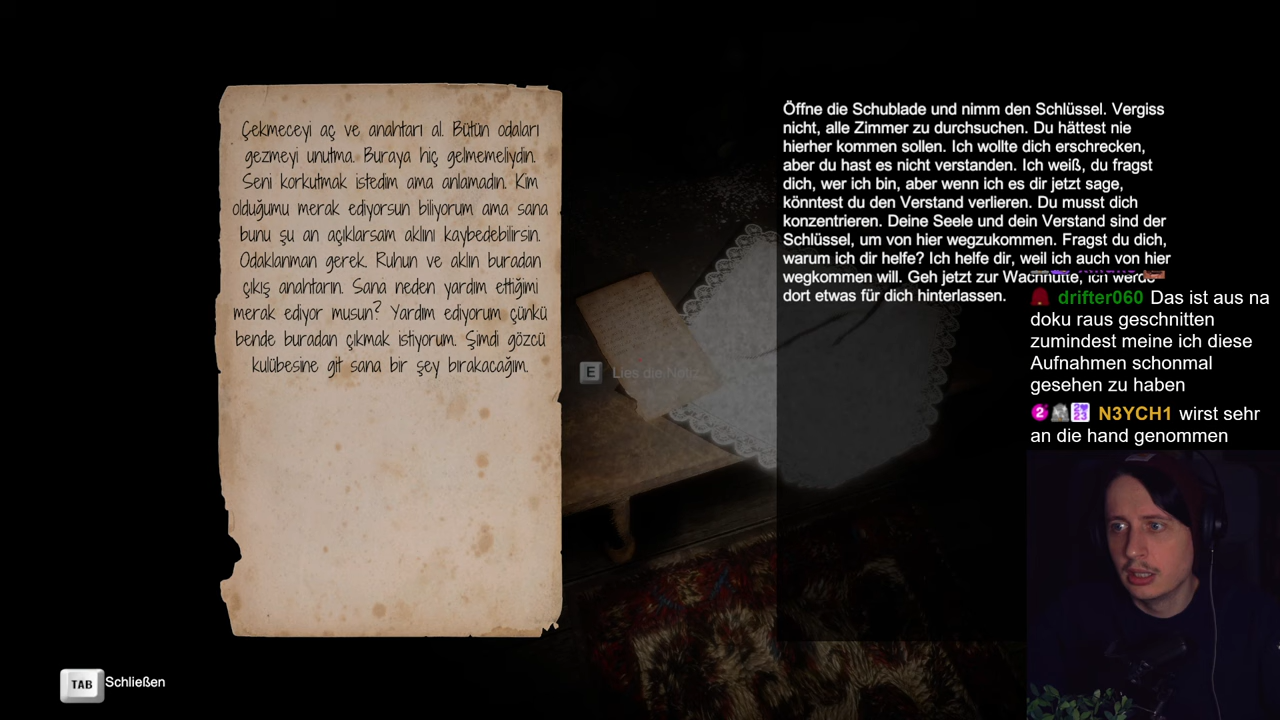 Çekmeceyi aç ve anahtarı al. Bütün odaları
gezmeyi unutma. Buraya hiç gelmemeliydin.
Seni korkutmak istedim ama anlamadın. Kim
olduğumu merak ediyorsun biliyorum ama sana
bunu şu an açıklarsam aklını kaybedebilirsin.
Odaklanman gerek. Ruhun ve aklın buradan
çıkış anahtarın. Sana neden yardım ettiğimi
merak ediyor musun? Yardım ediyorum çünkü
bende buradan çıkmak istiyorum. Şimdi gözcü
kulübesine git sana bir şey bırakacağım.
Öffne die Schublade und nimm den Schlüssel. Vergiss
nicht, alle Zimmer zu durchsuchen. Du hättest nie
hierher kommen sollen. Ich wollte dich erschrecken,
aber du hast es nicht verstanden. Ich weiß, du fragst
dich, wer ich bin, aber wenn ich es dir jetzt sage,
könntest du den Verstand verlieren. Du musst dich
konzentrieren. Deine Seele und dein Verstand sind der
Schlüssel, um von hier wegzukommen. Fragst du dich,
warum ich dir helfe? Ich helfe dir, weil ich auch von hier
wegkommen will. Geh jetzt zur Wachhütte, ich werde
dort etwas für dich hinterlassen.
E Lies die Notiz
drifter060 Das ist aus na
doku raus geschnitten
zumindest meine ich diese
Aufnahmen schonmal
gesehen zu haben
2 N3YCH1 wirst sehr
an die hand genommen
TAB Schließen